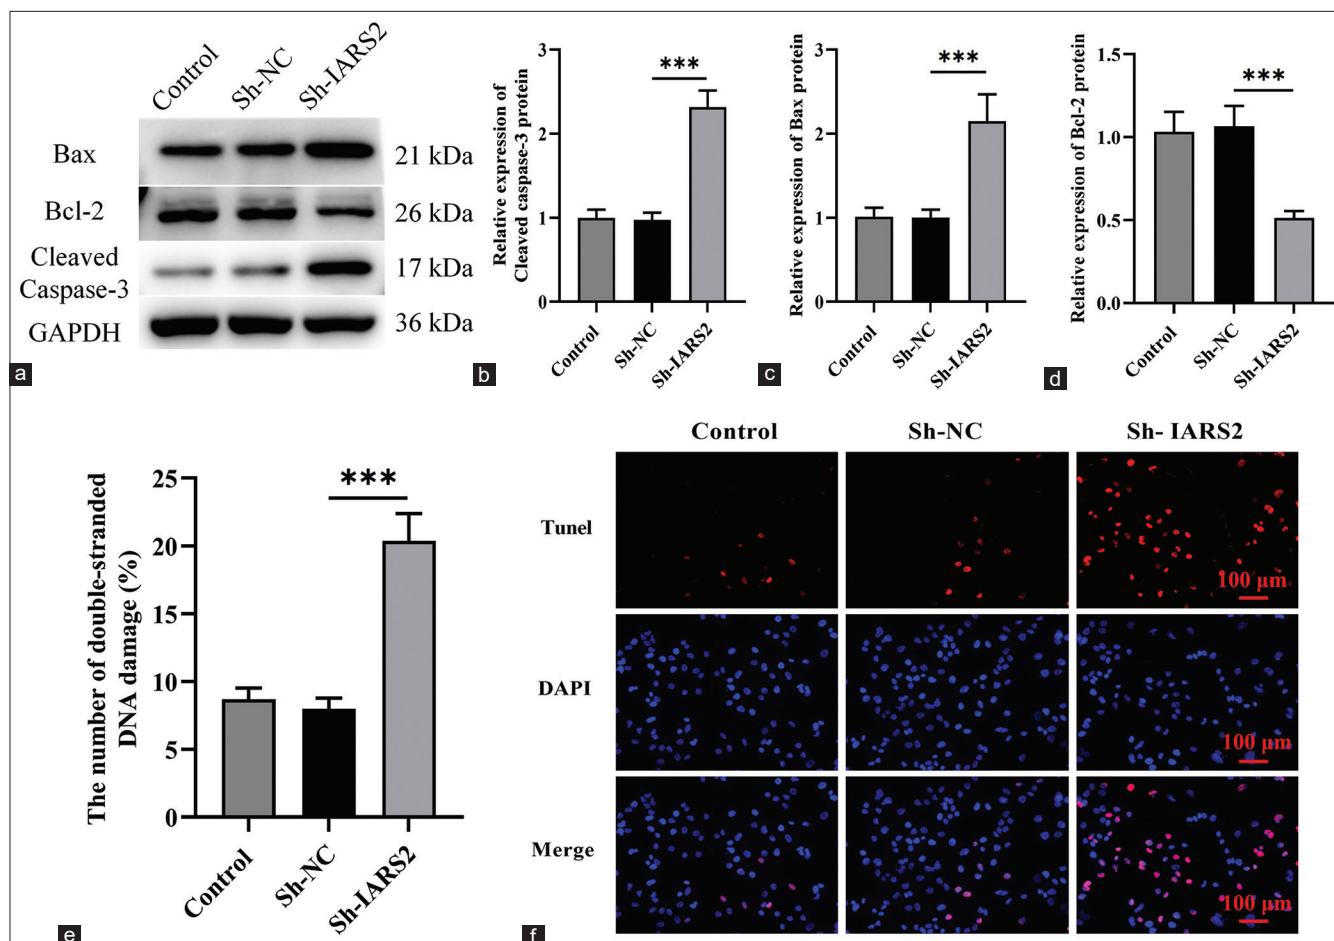 Control Sh-NC Sh-IARS2
Bax 21 kDa
Bcl-2 26 kDa
Cleaved
Caspase-3 17 kDa
GAPDH 36 kDa
a
Relative expression of
Cleaved caspase-3 protein
3
2
1
0
***
Control Sh-NC Sh-IARS2
b
Relative expression of Bax protein
3
2
1
0
***
Control Sh-NC Sh-IARS2
c
Relative expression of Bcl-2 protein
1.5
1.0
0.5
0.0
***
Control Sh-NC Sh-IARS2
d
The number of double-stranded
DNA damage (%)
25
20
15
10
5
0
***
Control Sh-NC Sh-IARS2
e
Control Sh-NC Sh- IARS2
Tunel
100 μm
DAPI
100 μm
Merge
100 μm
f